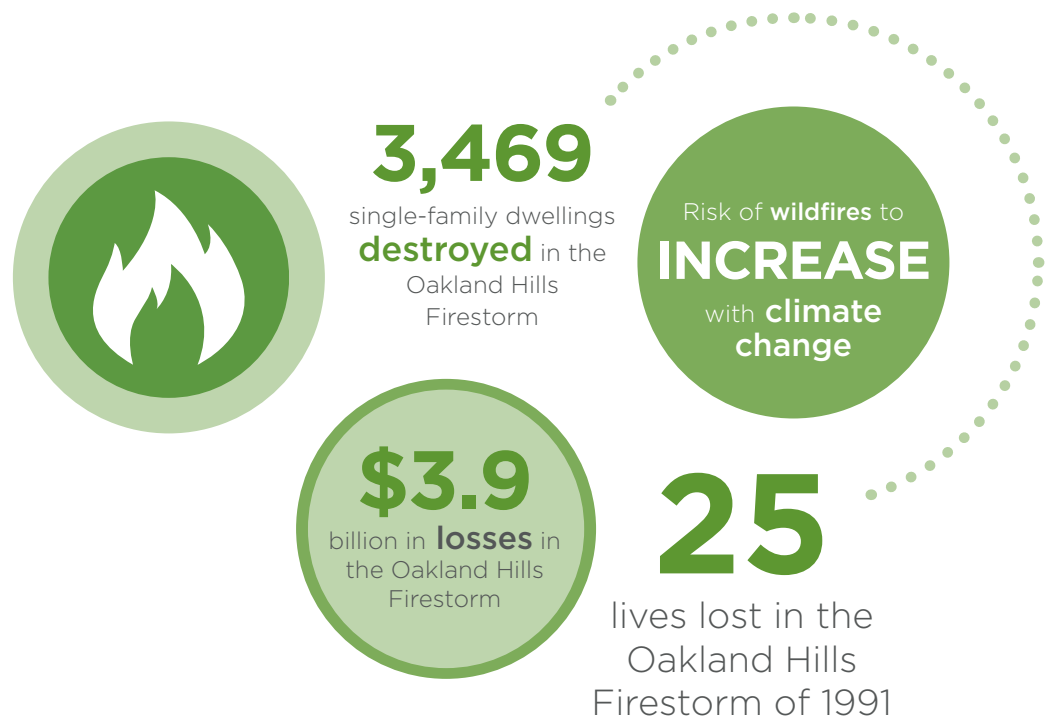 3,469
single-family dwellings
destroyed in the
Oakland Hills
Firestorm
Risk of wildfires to
INCREASE
with climate
change
$3.9
billion in losses in
the Oakland Hills
Firestorm
25
lives lost in the
Oakland Hills
Firestorm of 1991